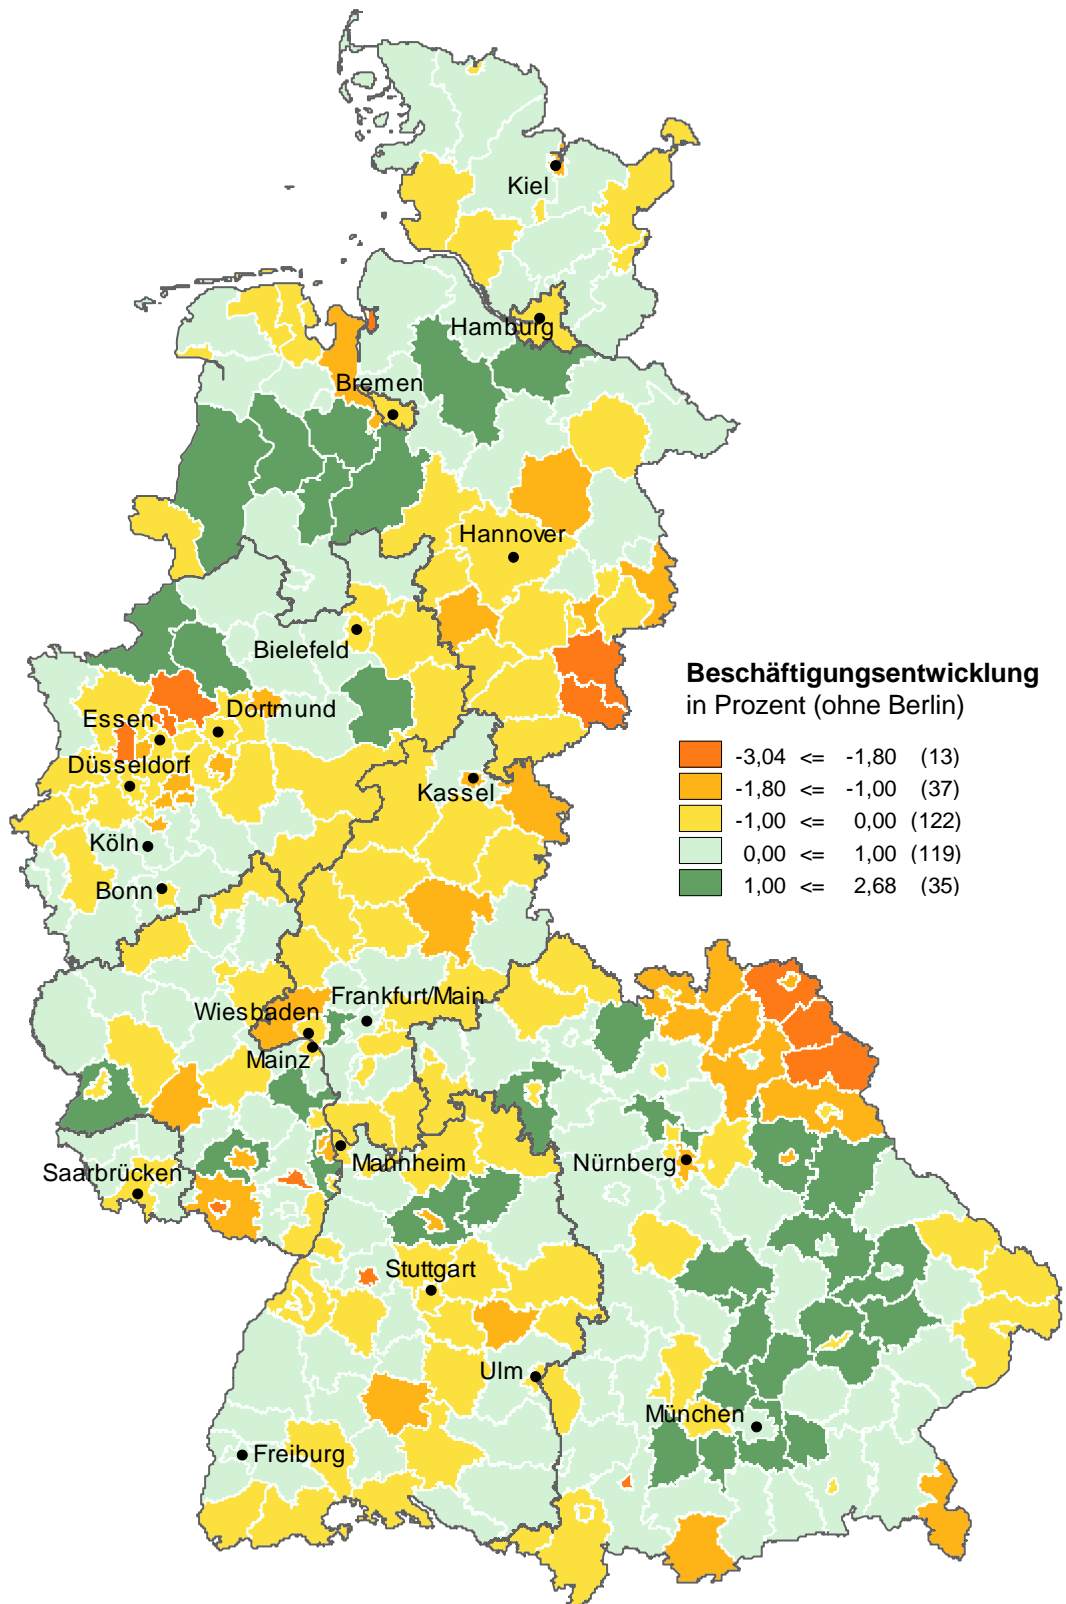 Kiel
Hamburg
Bremen
Hannover
Bielefeld
Beschäftigungsentwicklung
in Prozent (ohne Berlin)
Essen
Dortmund
Düsseldorf
Kassel
-3,04 <= -1,80 (13)
-1,80 <= -1,00 (37)
-1,00 <= 0,00 (122)
0,00 <= 1,00 (119)
1,00 <= 2,68 (35)
Köln
Bonn
Frankfurt/Main
Wiesbaden
Mainz
Mannheim
Nürnberg
Saarbrücken
Stuttgart
Ulm
München
Freiburg